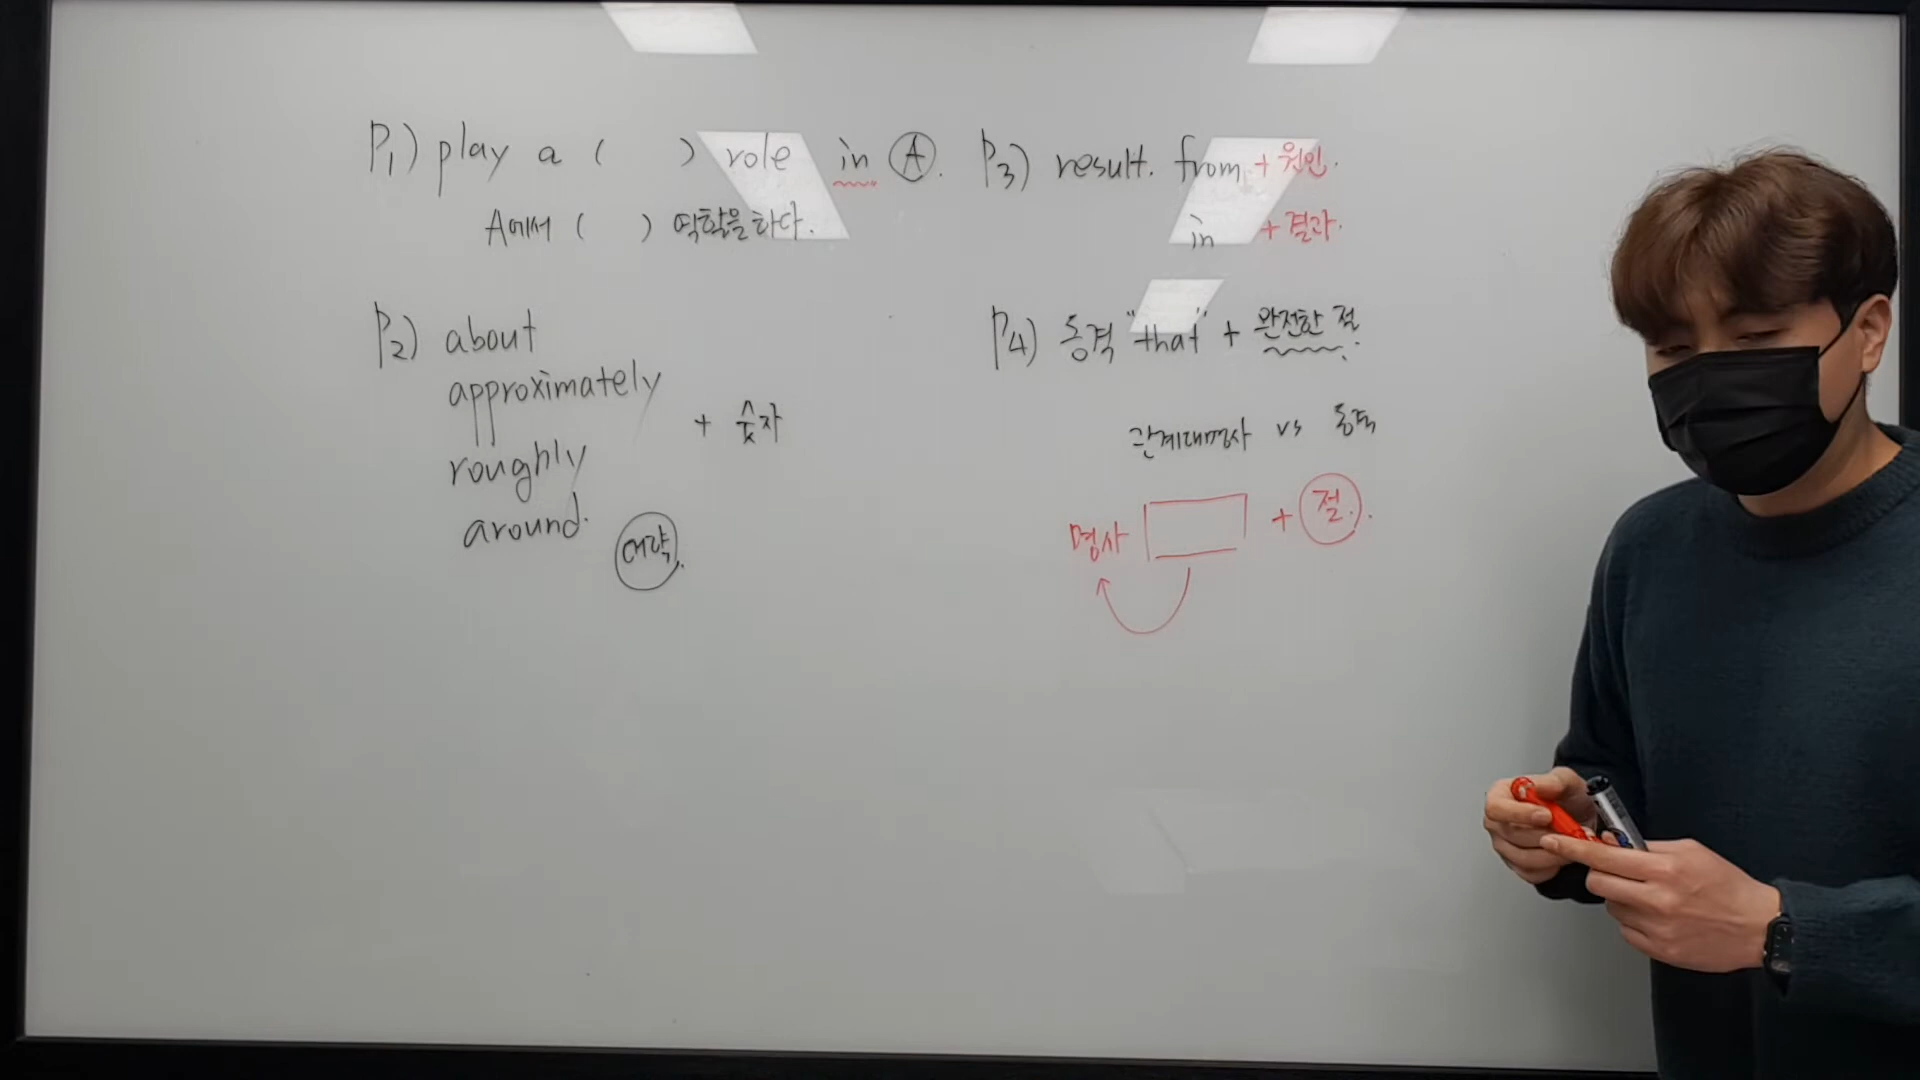 P1) play a (     ) role in A.
A에서 (     ) 역할을 하다.
P2) about
approximately
roughly
around.
+ 숫자
대략.
P3) result. from + 원인.
in + 결과.
P4) 동격 "that" + 완전한 절.
관계대명사 vs 동격
명사 + 절.